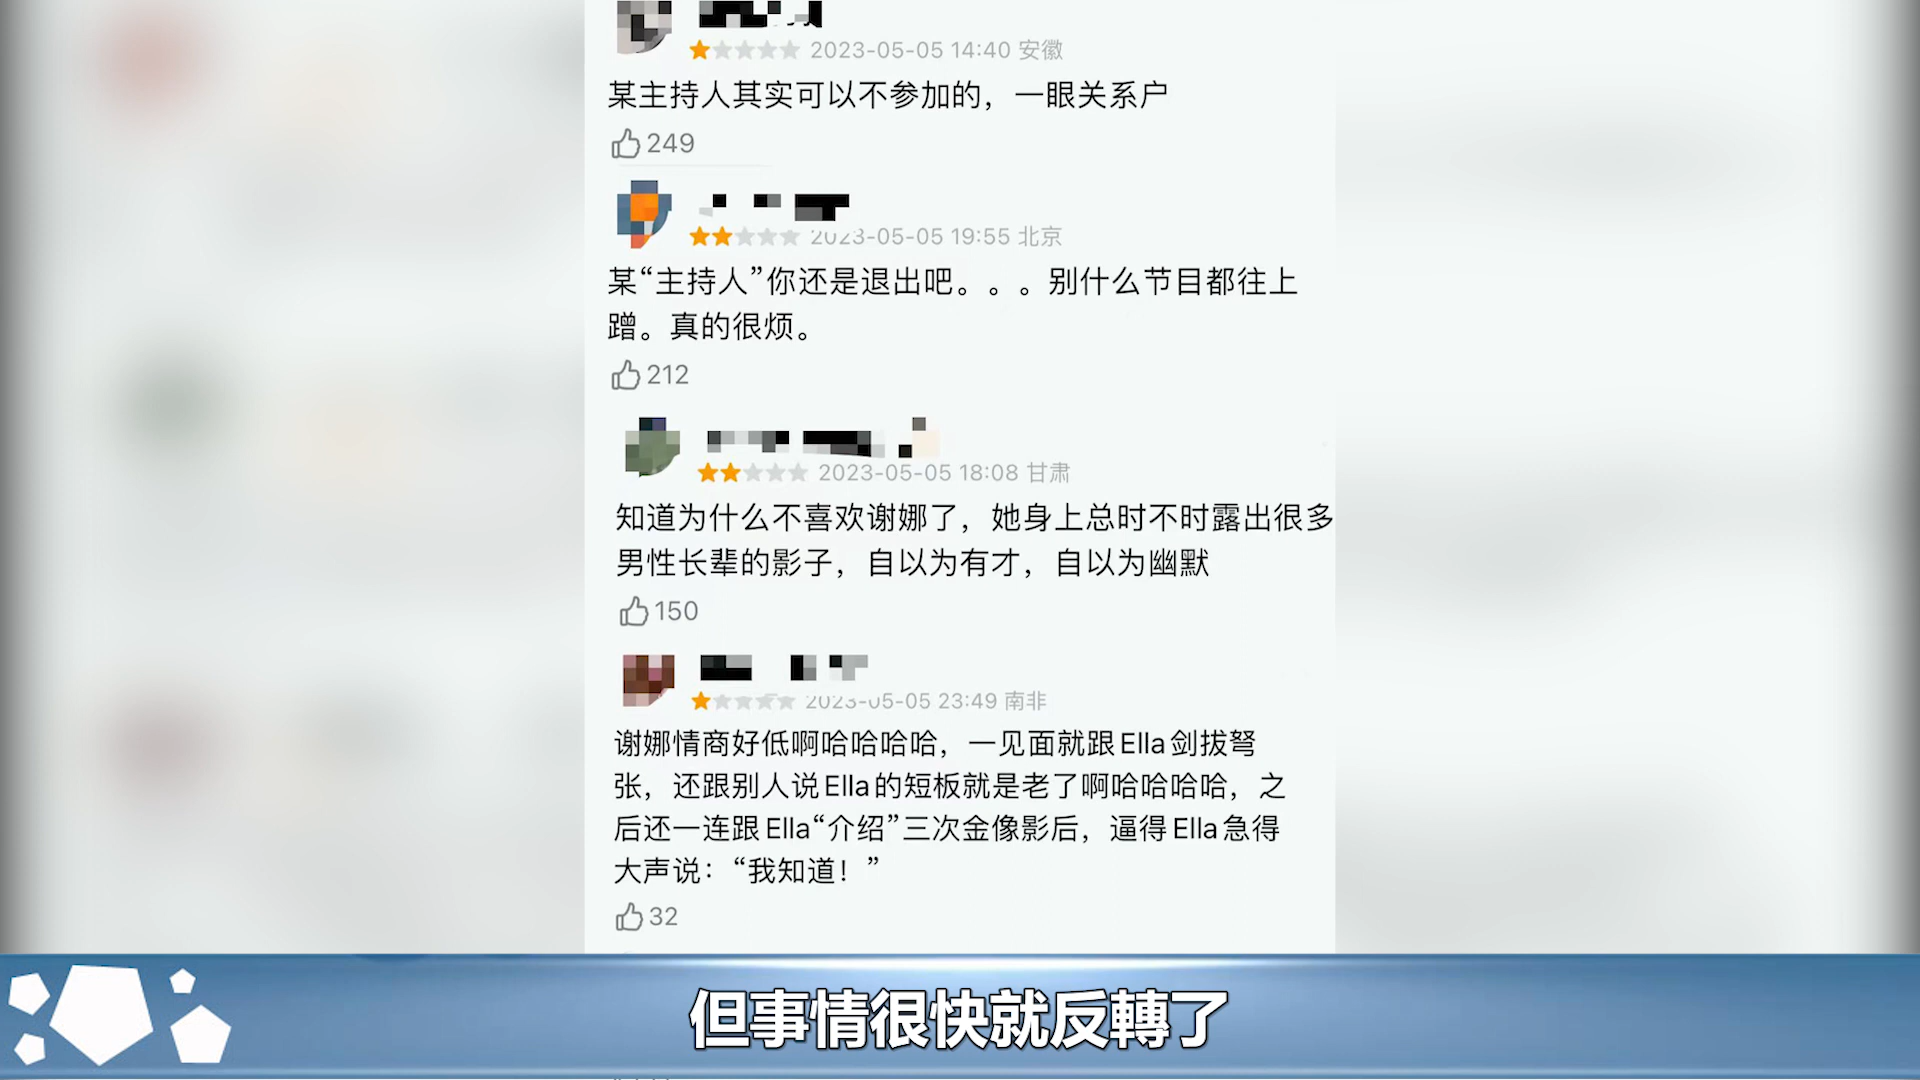 2023-05-05 14:40 安徽
某主持人其实可以不参加的，一眼关系户
249
2023-05-05 19:55 北京
某“主持人”你还是退出吧。。。别什么节目都往上
蹭。真的很烦。
212
2023-05-05 18:08 甘肃
知道为什么不喜欢谢娜了，她身上总时不时露出很多
男性长辈的影子，自以为有才，自以为幽默
150
2023-05-05 23:49 南非
谢娜情商好低啊哈哈哈哈，一见面就跟Ella剑拔弩
张，还跟别人说Ella的短板就是老了啊哈哈哈哈，之
后还一连跟Ella“介绍”三次金像影后，逼得Ella急得
大声说：“我知道！”
32
但事情很快就反轉了